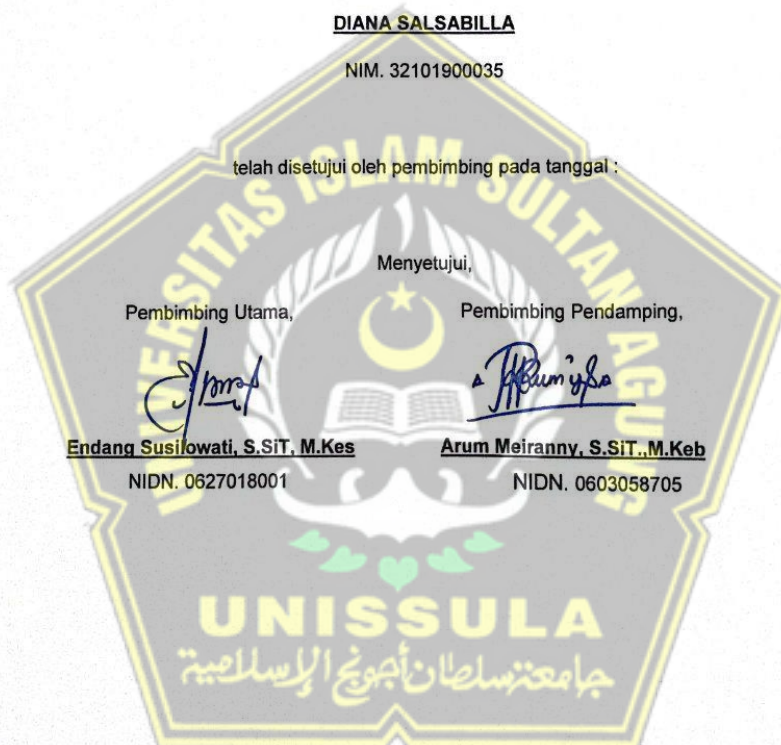 DIANA SALSABILLA
NIM. 32101900035
telah disetujui oleh pembimbing pada tanggal :
Menyetujui,
Pembimbing Utama, Pembimbing Pendamping,
Endang Susilowati, S.SiT, M.Kes Arum Meiranny, S.SiT.,M.Keb
NIDN. 0627018001 NIDN. 0603058705
UNIVERSITAS ISLAM SULTAN AGUNG
UNISSULA
جامعة سلطان أجونج الإسلامية